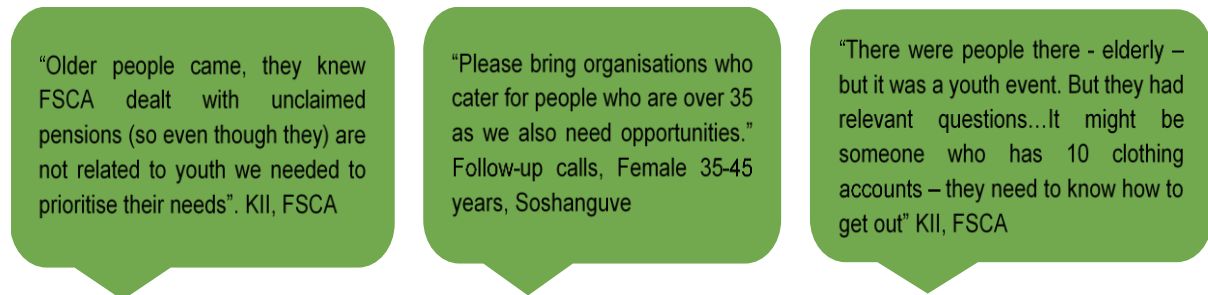 “Older people came, they knew
FSCA dealt with unclaimed
pensions (so even though they) are
not related to youth we needed to
prioritise their needs”. KII, FSCA
“Please bring organisations who
cater for people who are over 35
as we also need opportunities.”
Follow-up calls, Female 35-45
years, Soshanguve
“There were people there - elderly –
but it was a youth event. But they had
relevant questions…It might be
someone who has 10 clothing
accounts – they need to know how to
get out” KII, FSCA